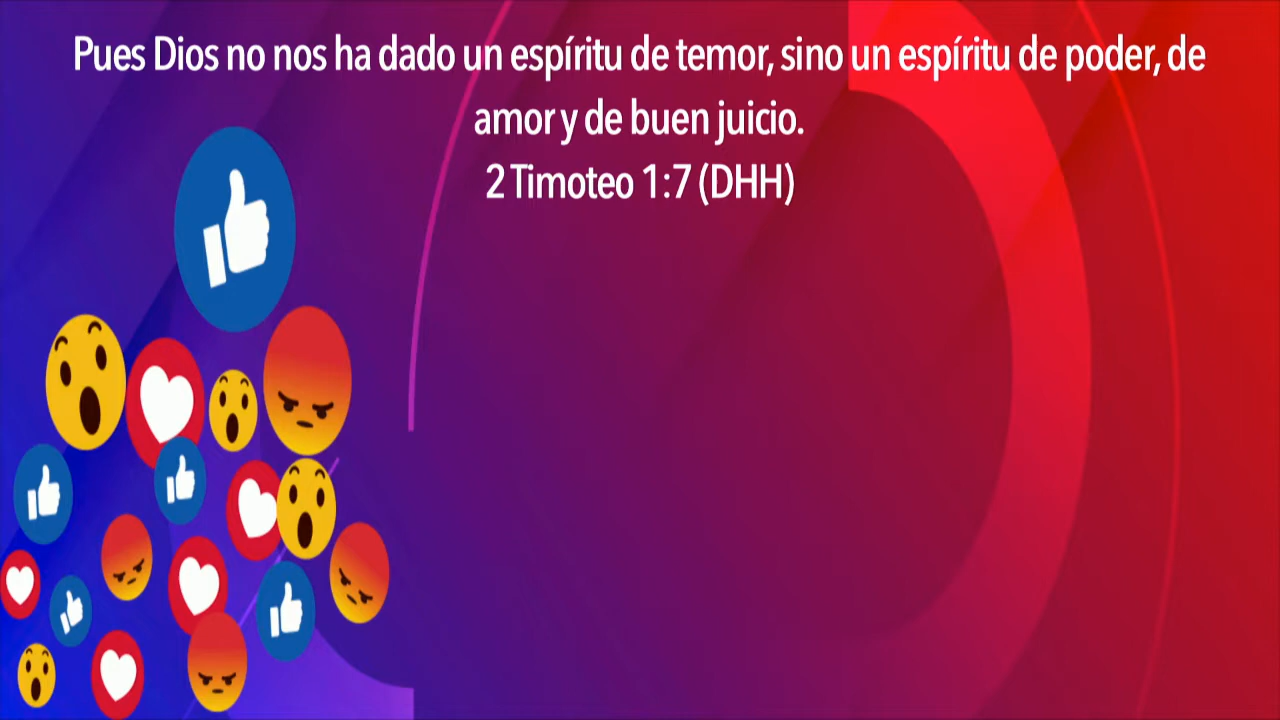 Pues Dios no nos ha dado un espíritu de temor, sino un espíritu de poder, de
amor y de buen juicio.
2 Timoteo 1:7 (DHH)